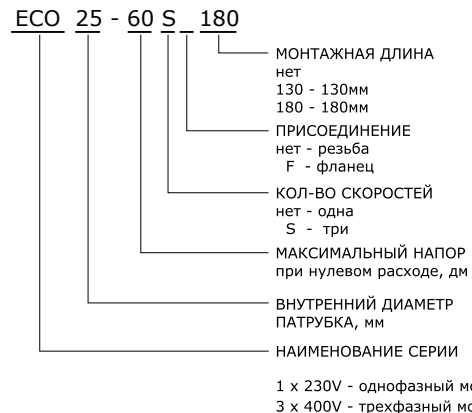 ECO 25 - 60 S _ 180
МОНТАЖНАЯ ДЛИНА
нет
130 - 130мм
180 - 180мм
ПРИСОЕДИНЕНИЕ
нет - резьба
F - фланец
КОЛ-ВО СКОРОСТЕЙ
нет - одна
S - три
МАКСИМАЛЬНЫЙ НАПОР
при нулевом расходе, дм
ВНУТРЕННИЙ ДИАМЕТР
ПАТРУБКА, мм
НАИМЕНОВАНИЕ СЕРИИ
1 x 230V - однофазный
3 x 400V - трехфазный